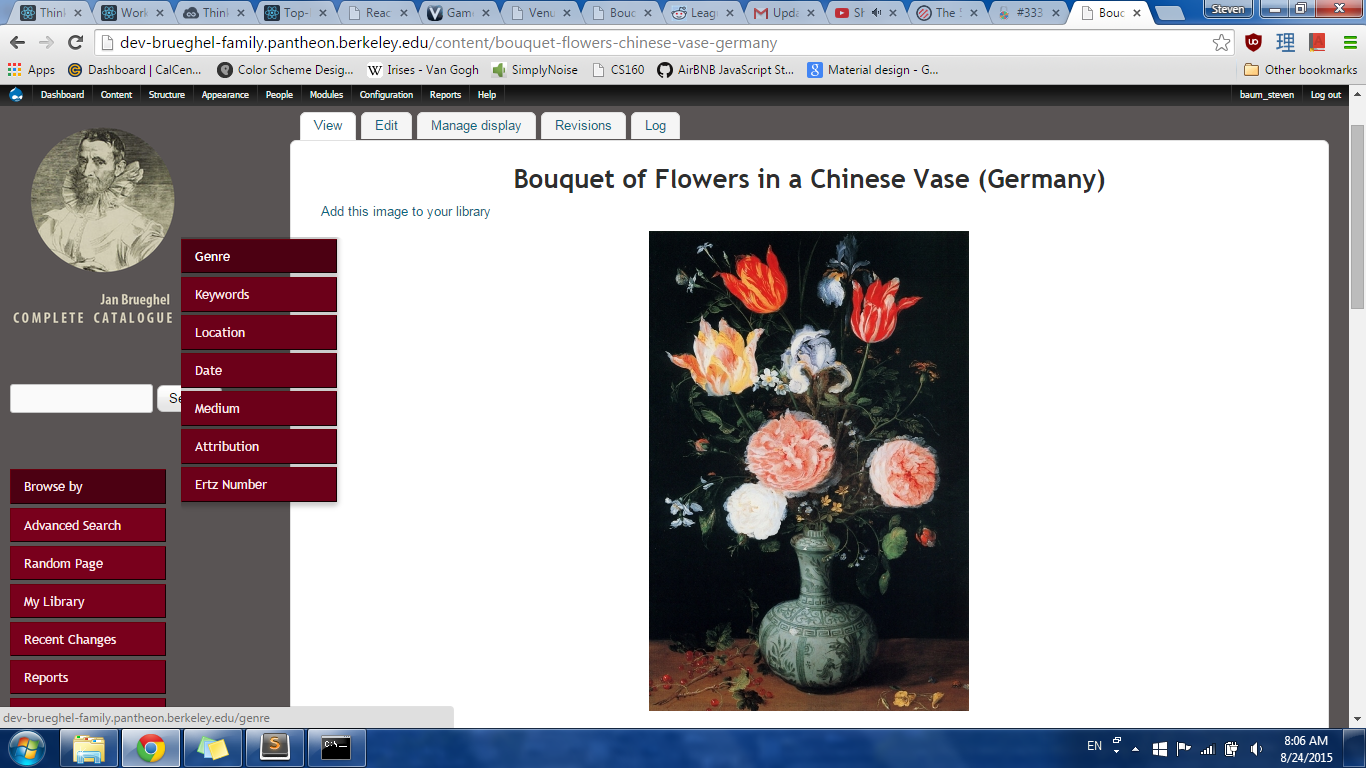 Think
Work
Think
Top-l
Reac
Game
Venu
Bouc
Leag
Upda
Sh
The
#333
Bouc
Steven
dev-brueghel-family.pantheon.berkeley.edu/content/bouquet-flowers-chinese-vase-germany
Apps
Dashboard | CalCen...
Color Scheme Desig...
Irises - Van Gogh
SimplyNoise
CS160
AirBNB JavaScript St...
Material design - G...
Other bookmarks
Dashboard
Content
Structure
Appearance
People
Modules
Configuration
Reports
Help
baum_steven
Log out
View
Edit
Manage display
Revisions
Log
Bouquet of Flowers in a Chinese Vase (Germany)
Add this image to your library
Jan Brueghel
COMPLETE CATALOGUE
Genre
Keywords
Location
Date
Medium
Attribution
Ertz Number
Browse by
Advanced Search
Random Page
My Library
Recent Changes
Reports
dev-brueghel-family.pantheon.berkeley.edu/genre
EN
8:06 AM
8/24/2015